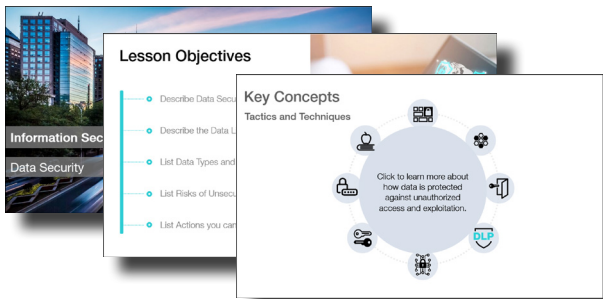 Information Sec
Data Security
Lesson Objectives
Describe Data Secu
Describe the Data L
List Data Types and
List Risks of Unsecu
List Actions you can
Key Concepts
Tactics and Techniques
Click to learn more about
how data is protected
against unauthorized
access and exploitation.
DLP